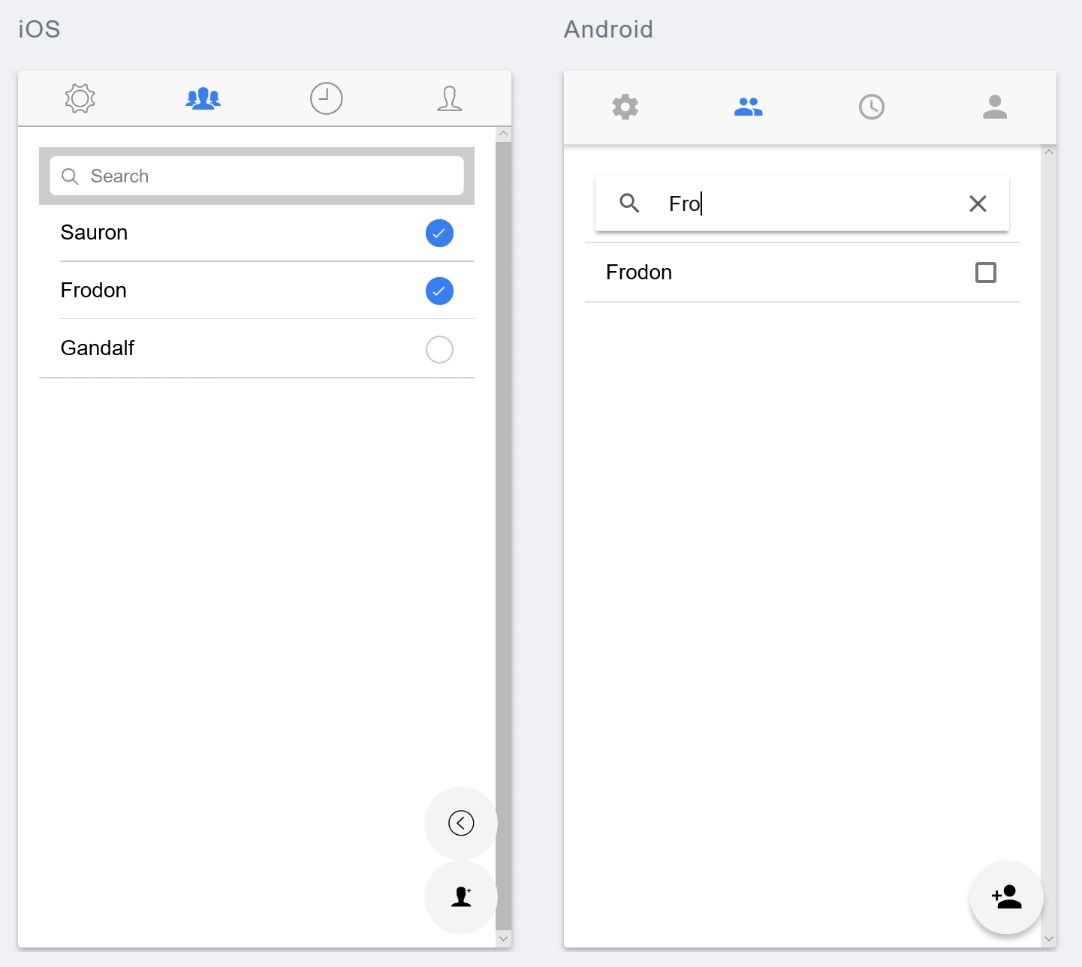 iOS
Search
Sauron
Frodon
Gandalf
Android
Fro
Frodon